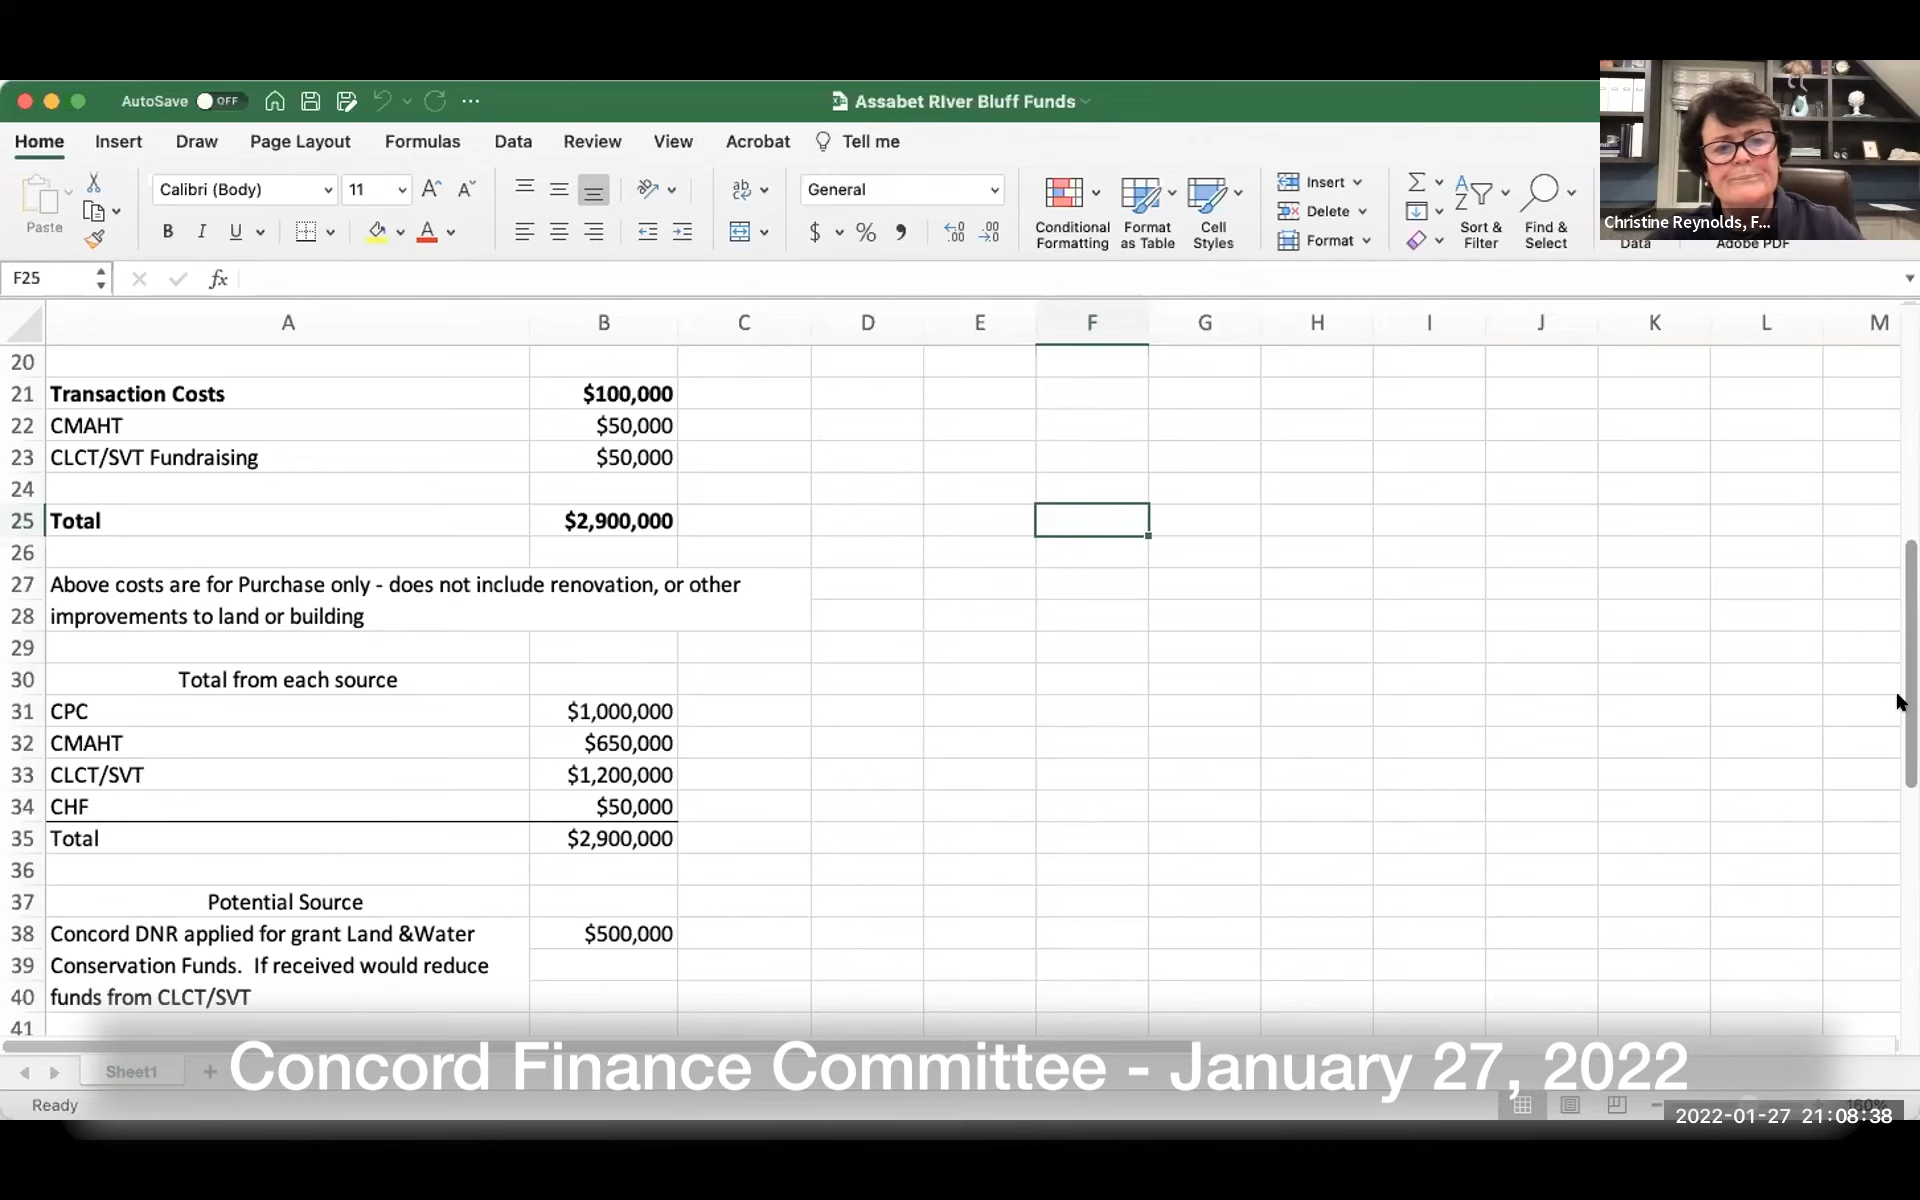 AutoSave OFF
Assabet RIver Bluff Funds
Home Insert Draw Page Layout Formulas Data Review View Acrobat Tell me
Paste
Calibri (Body) 11
General
Conditional Formatting
Format as Table
Cell Styles
Insert
Delete
Format
Sort & Filter
Find & Select
Data
Adobe PDF
Christine Reynolds, F...
F25 fx
A B C D E F G H I J K L M
20
21 Transaction Costs $100,000
22 CMAHT $50,000
23 CLCT/SVT Fundraising $50,000
24
25 Total $2,900,000
26
27 Above costs are for Purchase only - does not include renovation, or other
28 improvements to land or building
29
30 Total from each source
31 CPC $1,000,000
32 CMAHT $650,000
33 CLCT/SVT $1,200,000
34 CHF $50,000
35 Total $2,900,000
36
37 Potential Source
38 Concord DNR applied for grant Land &Water $500,000
39 Conservation Funds. If received would reduce
40 funds from CLCT/SVT
41
Sheet1
Concord Finance Committee - January 27, 2022
Ready
160%
2022-01-27 21:08:38